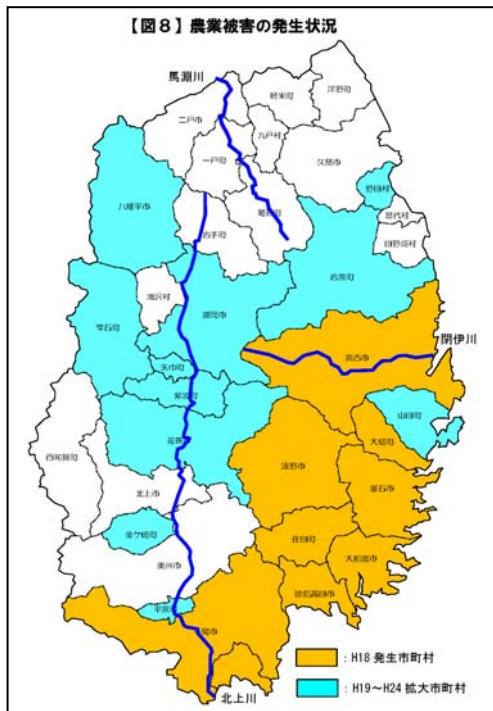 【図８】農業被害の発生状況
馬淵川
軽米町
洋野町
二戸市
九戸村
一戸町
久慈市
八幡平市
野田村
葛巻町
普代村
岩手町
田野畑村
岩泉町
滝沢村
盛岡市
雫石町
閉伊川
宮古市
矢巾町
紫波町
山田町
大槌町
花巻
西和賀町
遠野市
釜石市
北上市
金ケ崎町
住田町
大船渡市
奥州市
陸前高田市
平泉
関市
：H18 発生市町村
：H19～H24 拡大市町村
北上川